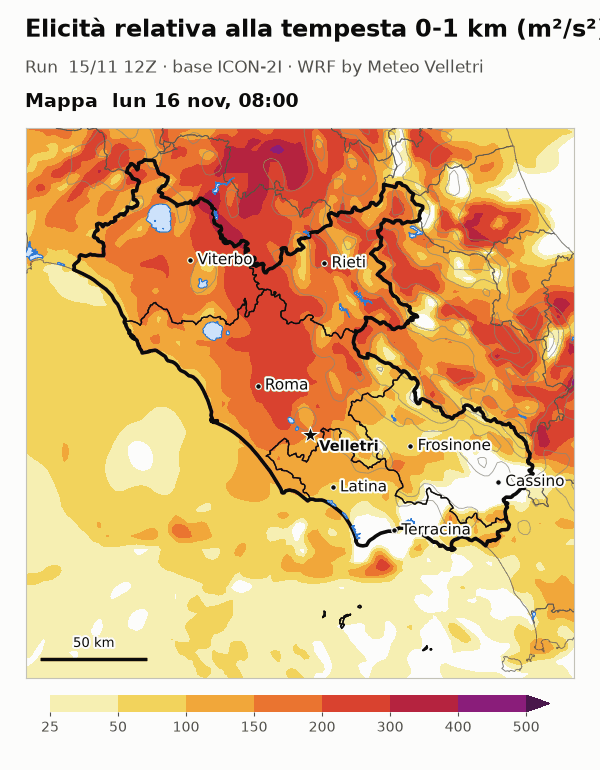 Elicità relativa alla tempesta 0-1 km (m²/s²)
Run 15/11 12Z · base ICON-2I · WRF by Meteo Velletri
Mappa lun 16 nov, 08:00
Viterbo
Rieti
Roma
Velletri
Frosinone
Cassino
Latina
Terracina
50 km
25 50 100 150 200 300 400 500